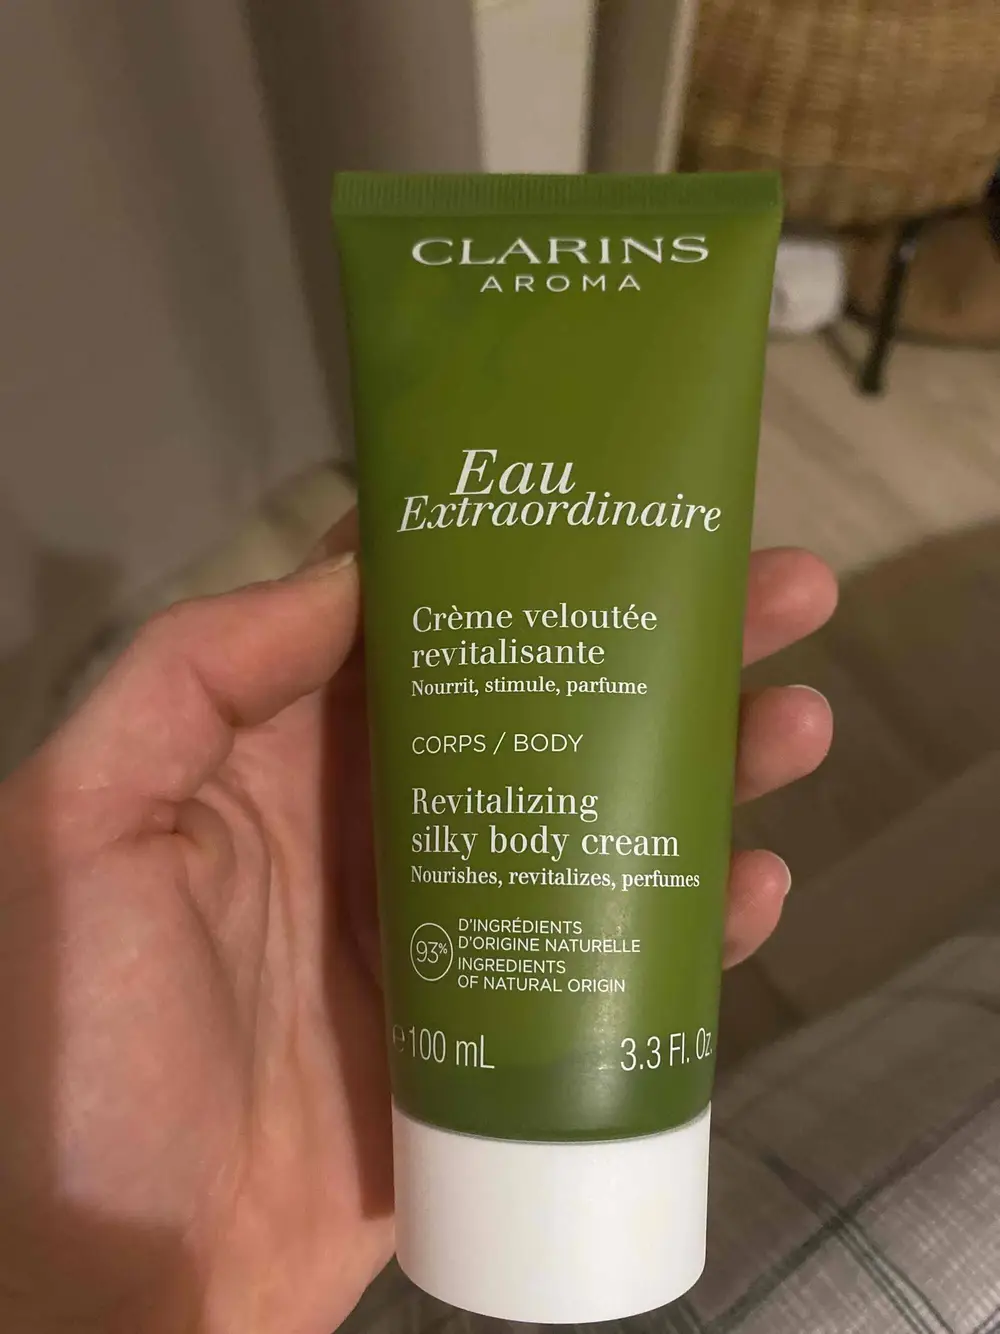 CLARINS
AROMA
Eau
Extraordinaire
Crème veloutée
revitalisante
Nourrit, stimule, parfume
CORPS / BODY
Revitalizing
silky body cream
Nourishes, revitalizes, perfumes
93%
D'INGRÉDIENTS
D'ORIGINE NATURELLE
INGREDIENTS
OF NATURAL ORIGIN
℮100 mL 3.3 Fl. Oz.